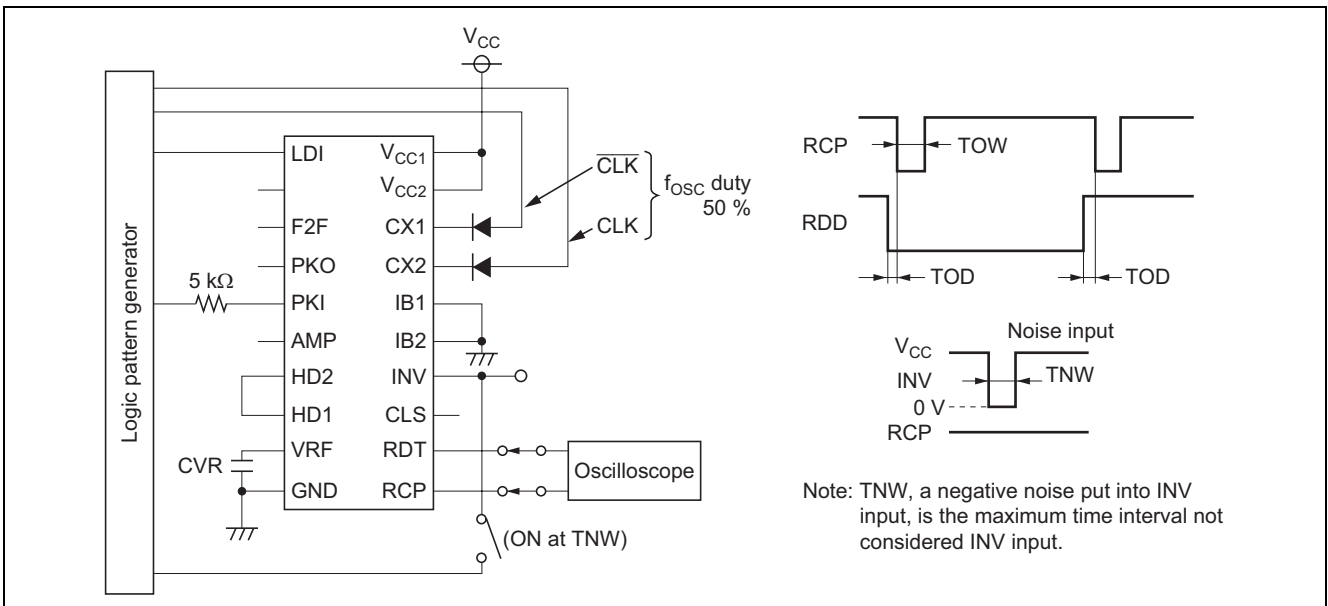 V_CC
Logic pattern generator
LDI
V_CC1
V_CC2
F2F
CX1
PKO
CX2
5 kΩ
PKI
IB1
AMP
IB2
HD2
INV
HD1
CLS
VRF
RDT
CVR
GND
RCP
CLK
CLK
f_OSC duty
50 %
Oscilloscope
(ON at TNW)
RCP
TOW
RDD
TOD
TOD
Noise input
V_CC
INV
TNW
0 V
RCP
Note: TNW, a negative noise put into INV
input, is the maximum time interval not
considered INV input.